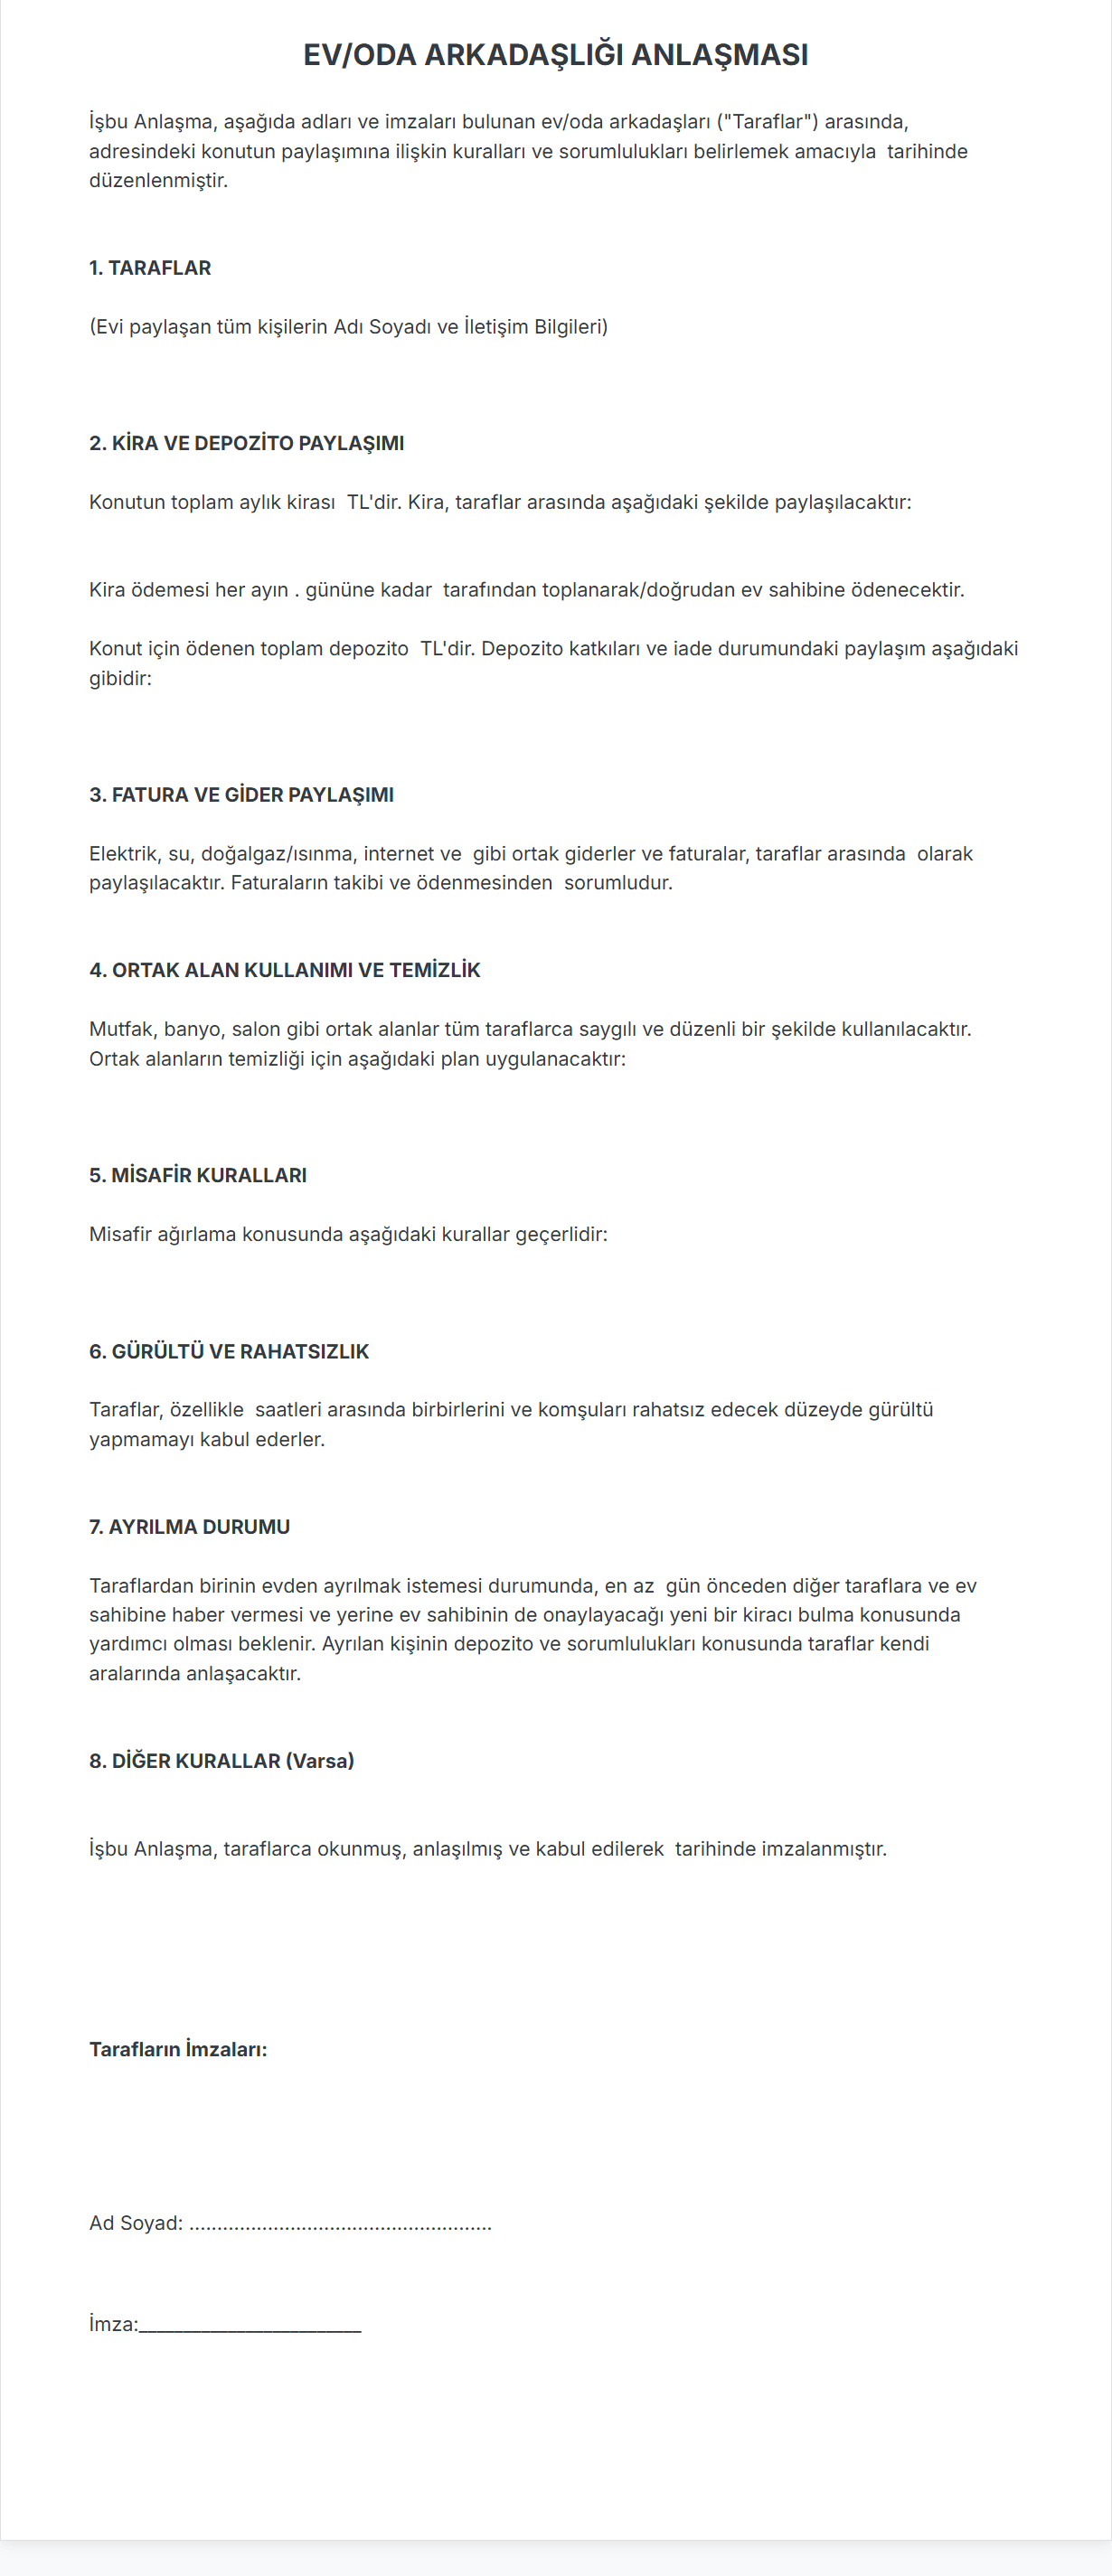 EV/ODA ARKADAŞLIĞI ANLAŞMASI
İşbu Anlaşma, aşağıda adları ve imzaları bulunan ev/oda arkadaşları ("Taraflar") arasında,
adresindeki konutun paylaşımına ilişkin kuralları ve sorumlulukları belirlemek amacıyla  tarihinde
düzenlenmiştir.
1. TARAFLAR
(Evi paylaşan tüm kişilerin Adı Soyadı ve İletişim Bilgileri)
2. KİRA VE DEPOZİTO PAYLAŞIMI
Konutun toplam aylık kirası  TL'dir. Kira, taraflar arasında aşağıdaki şekilde paylaşılacaktır:
Kira ödemesi her ayın . gününe kadar  tarafından toplanarak/doğrudan ev sahibine ödenecektir.
Konut için ödenen toplam depozito  TL'dir. Depozito katkıları ve iade durumundaki paylaşım aşağıdaki
gibidir:
3. FATURA VE GİDER PAYLAŞIMI
Elektrik, su, doğalgaz/ısınma, internet ve  gibi ortak giderler ve faturalar, taraflar arasında  olarak
paylaşılacaktır. Faturaların takibi ve ödenmesinden  sorumludur.
4. ORTAK ALAN KULLANIMI VE TEMİZLİK
Mutfak, banyo, salon gibi ortak alanlar tüm taraflarca saygılı ve düzenli bir şekilde kullanılacaktır.
Ortak alanların temizliği için aşağıdaki plan uygulanacaktır:
5. MİSAFİR KURALLARI
Misafir ağırlama konusunda aşağıdaki kurallar geçerlidir:
6. GÜRÜLTÜ VE RAHATSIZLIK
Taraflar, özellikle  saatleri arasında birbirlerini ve komşuları rahatsız edecek düzeyde gürültü
yapmamayı kabul ederler.
7. AYRILMA DURUMU
Taraflardan birinin evden ayrılmak istemesi durumunda, en az  gün önceden diğer taraflara ve ev
sahibine haber vermesi ve yerine ev sahibinin de onaylayacağı yeni bir kiracı bulma konusunda
yardımcı olması beklenir. Ayrılan kişinin depozito ve sorumlulukları konusunda taraflar kendi
aralarında anlaşacaktır.
8. DİĞER KURALLAR (Varsa)
İşbu Anlaşma, taraflarca okunmuş, anlaşılmış ve kabul edilerek  tarihinde imzalanmıştır.
Tarafların İmzaları:
Ad Soyad: ......................................................
İmza:_________________________